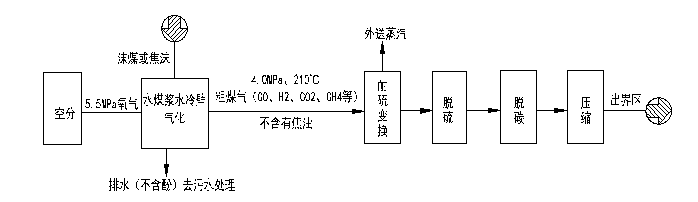 外送蒸汽
沫煤或焦沫
4.0MPa、210℃
空分
5.5MPa氧气
水煤浆水冷壁
气化
粗煤气（CO、H2、CO2、CH4等）
不含有焦油
耐硫变换
脱硫
脱碳
压缩
出界区
排水（不含酚）去污水处理